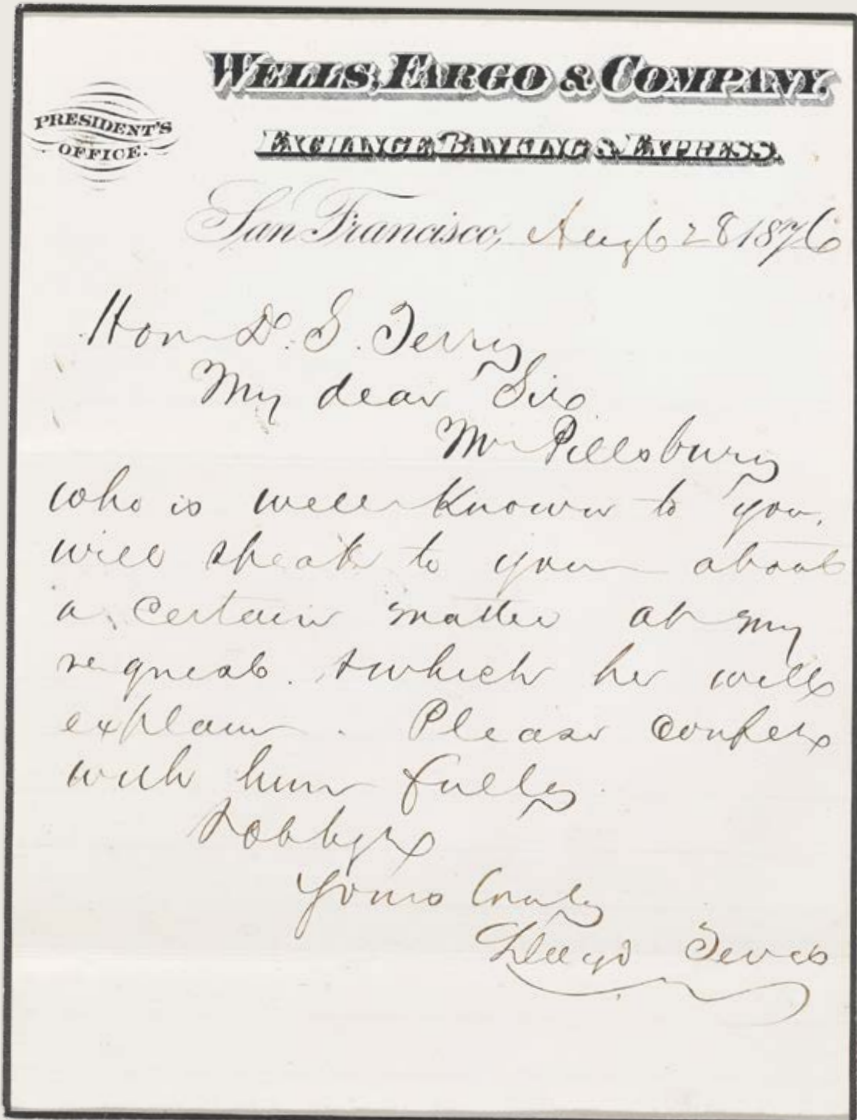 WELLS, FARGO & COMPANY.
PRESIDENT'S
OFFICE.
EXCHANGE BANKING & EXPRESS.
San Francisco, Augt 28 1876
Hon D. S. Terry
My dear Sir
Mr Pillsbury
who is well known to you,
will speak to you about
a certain matter at my
request. & which he will
explain. Please confer
with him fully
& oblige
Yours truly
Lloyd Tevis